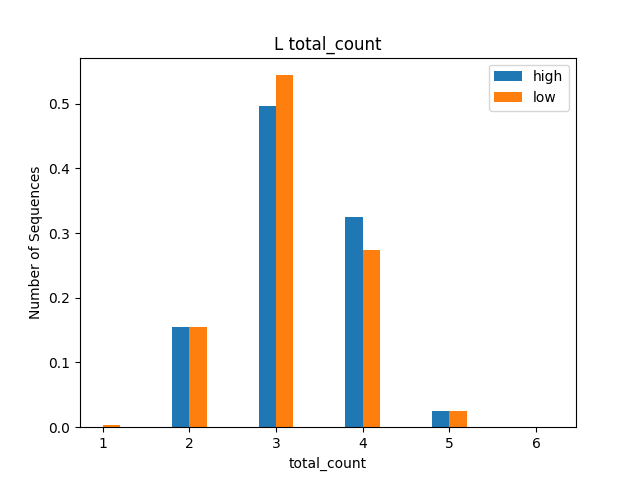 L total_count
high
low
Number of Sequences
0.5
0.4
0.3
0.2
0.1
0.0
1 2 3 4 5 6
total_count